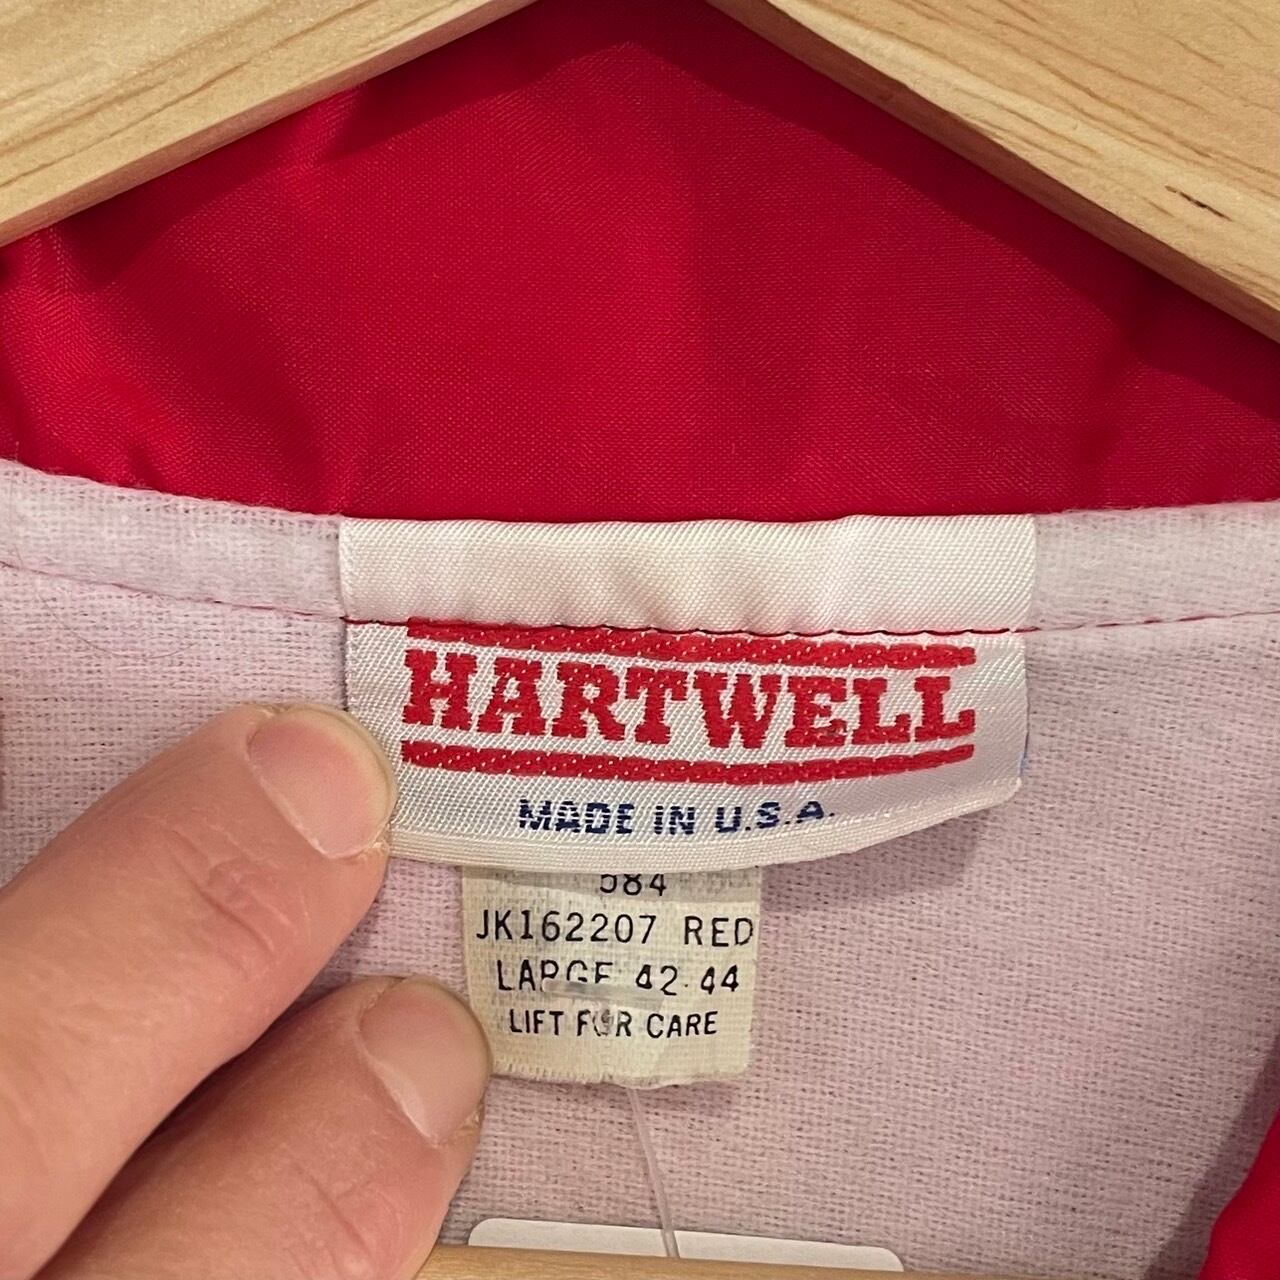 HARTWELL
MADE IN U.S.A.
584
JK162207 RED
LARGE 42-44
LIFT FOR CARE